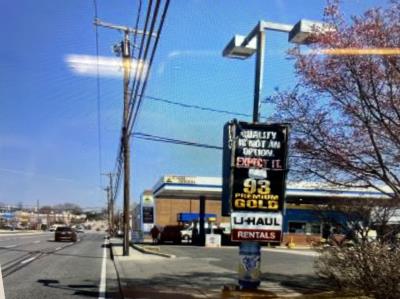 QUALITY
IS NOT AN
OPTION.
EXPECT IT.
93
PREMIUM
GOLD
U-HAUL
RENTALS